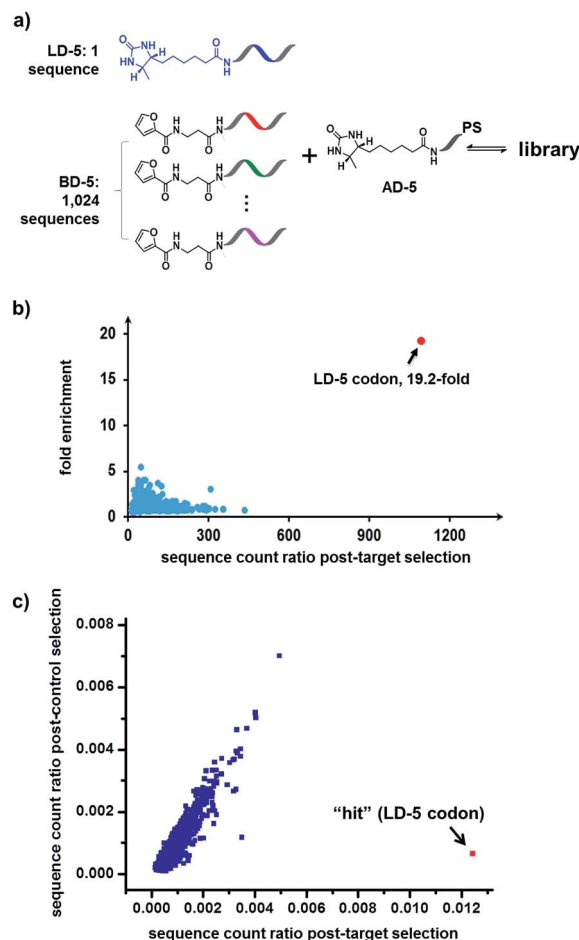 a)
LD-5: 1
sequence
O
HN NH
H H
O
N
H
BD-5:
1,024
sequences
O H N O O N H
O H N O O N H
⋮
O H N O O N H
+
O
HN NH
H H
O
N
H
PS
AD-5
library
b)
fold enrichment
20
15
10
5
0
LD-5 codon, 19.2-fold
0 300 600 900 1200
sequence count ratio post-target selection
c)
sequence count ratio post-control selection
0.008
0.006
0.004
0.002
0.000
“hit” (LD-5 codon)
0.000 0.002 0.004 0.006 0.008 0.010 0.012
sequence count ratio post-target selection